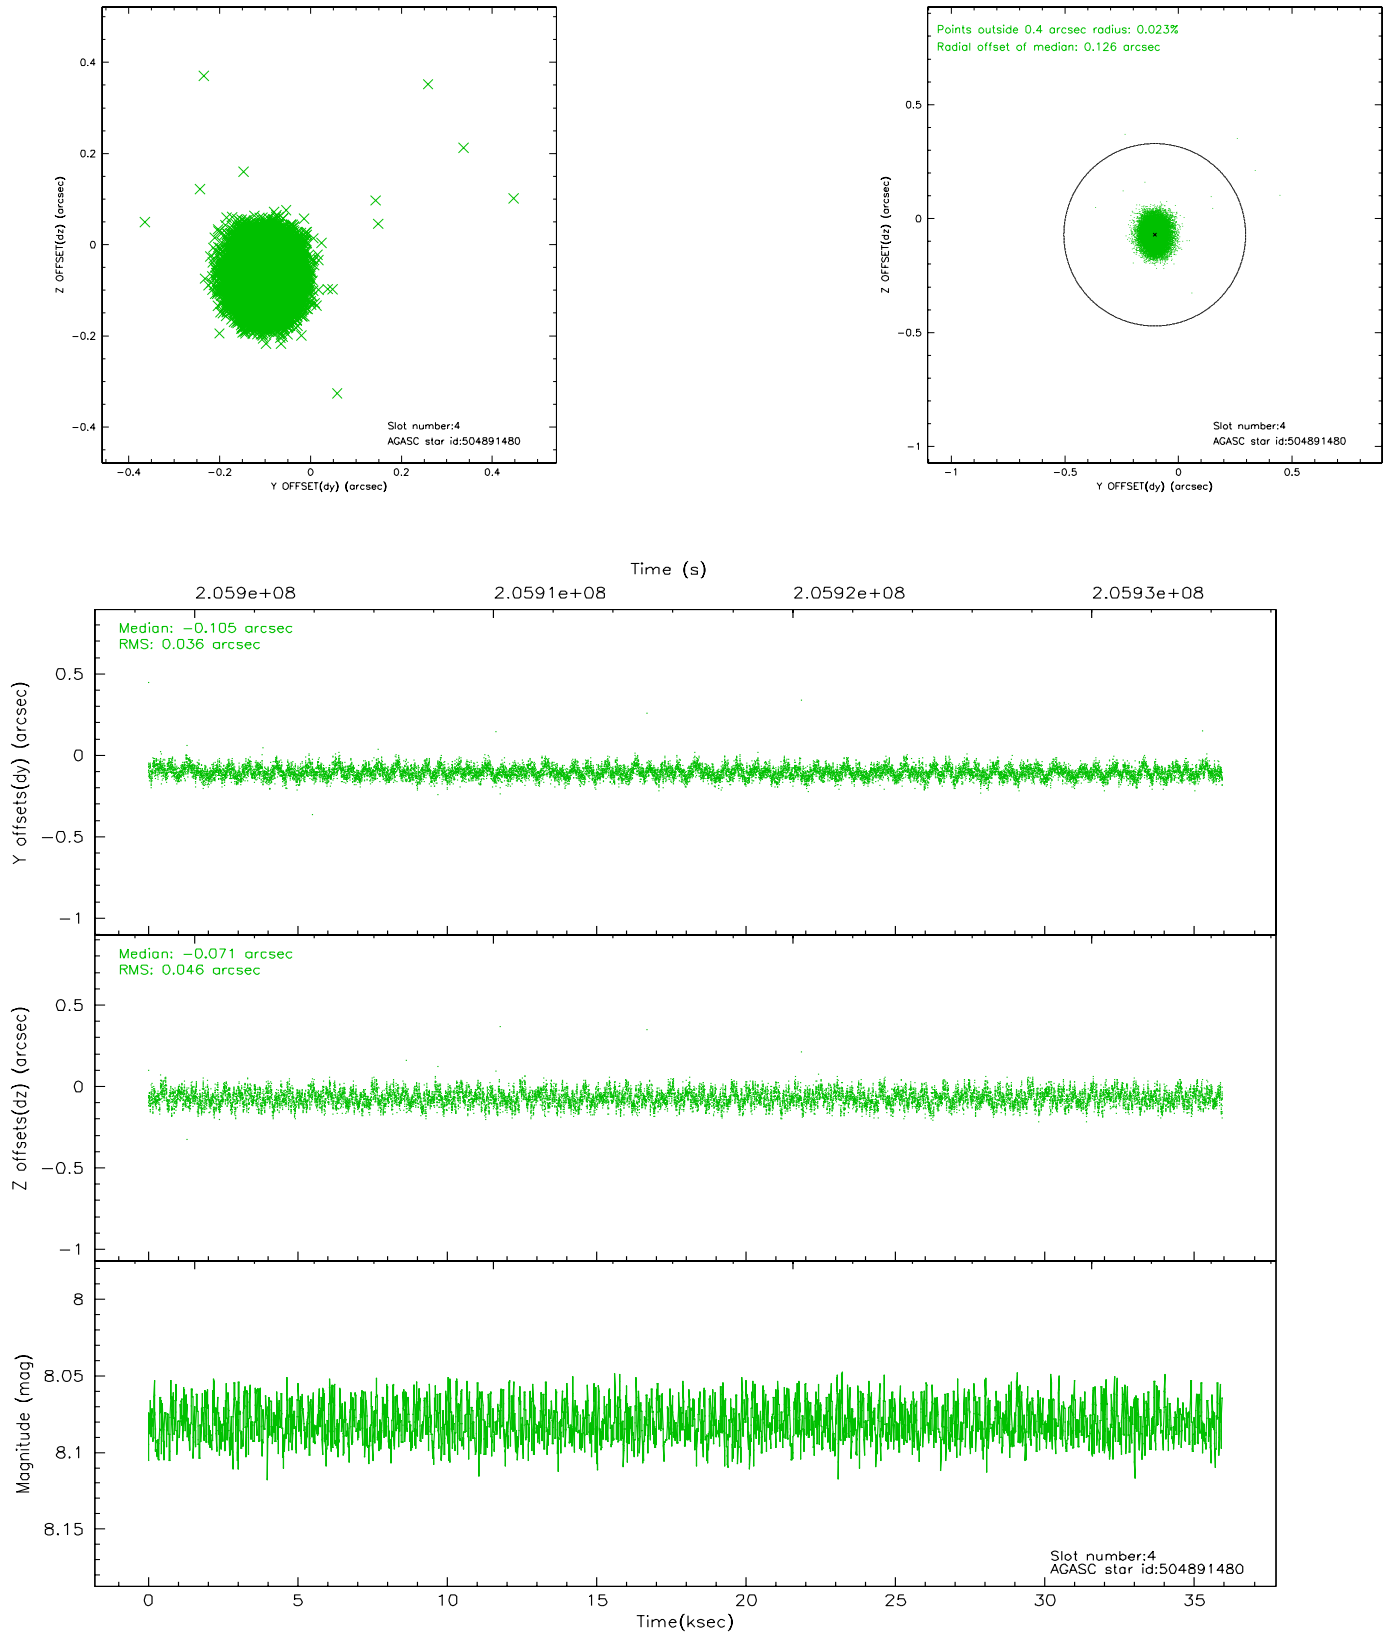 0.4
0.2
0
−0.2
−0.4
Z OFFSET(dz) (arcsec)
Slot number:4
AGASC star id:504891480
−0.4 −0.2 0 0.2 0.4
Y OFFSET(dy) (arcsec)
Points outside 0.4 arcsec radius: 0.023%
Radial offset of median: 0.126 arcsec
0.5
0
−0.5
−1
Z OFFSET(dz) (arcsec)
Slot number:4
AGASC star id:504891480
−1 −0.5 0 0.5
Y OFFSET(dy) (arcsec)
Time (s)
2.059e+08 2.0591e+08 2.0592e+08 2.0593e+08
Median: −0.105 arcsec
RMS: 0.036 arcsec
0.5
0
−0.5
−1
Y offsets(dy) (arcsec)
Median: −0.071 arcsec
RMS: 0.046 arcsec
0.5
0
−0.5
−1
Z offsets(dz) (arcsec)
8
8.05
8.1
8.15
Magnitude (mag)
Slot number:4
AGASC star id:504891480
0 5 10 15 20 25 30 35
Time(ksec)